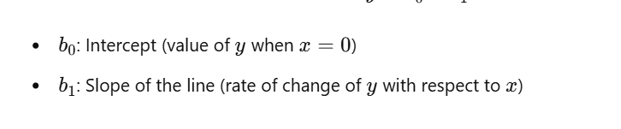 • b₀: Intercept (value of y when x = 0)
• b₁: Slope of the line (rate of change of y with respect to x)